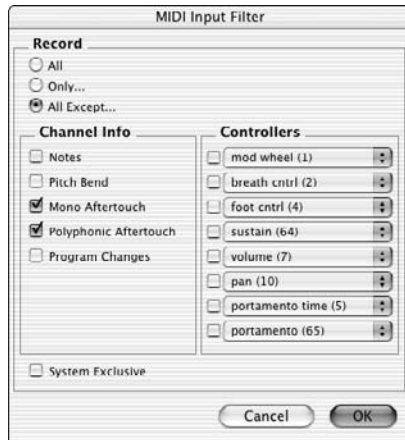 MIDI Input Filter
Record
All
Only...
All Except...
Channel Info
Notes
Pitch Bend
Mono Aftertouch
Polyphonic Aftertouch
Program Changes
Controllers
mod wheel (1)
breath cntrl (2)
foot cntrl (4)
sustain (64)
volume (7)
pan (10)
portamento time (5)
portamento (65)
System Exclusive
Cancel
OK